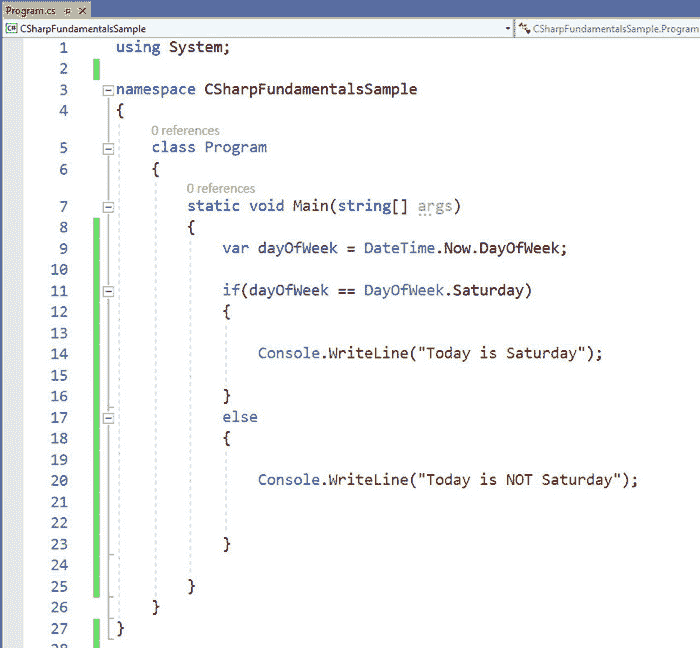 Program.cs
C# CSharpFundamentalsSample CSharpFundamentalsSample.Program
1 using System;
2
3 namespace CSharpFundamentalsSample
4 {
0 references
5 class Program
6 {
0 references
7 static void Main(string[] args)
8 {
9 var dayOfWeek = DateTime.Now.DayOfWeek;
10
11 if(dayOfWeek == DayOfWeek.Saturday)
12 {
13
14 Console.WriteLine("Today is Saturday");
15
16 }
17 else
18 {
19
20 Console.WriteLine("Today is NOT Saturday");
21
22
23 }
24
25 }
26 }
27 }
28